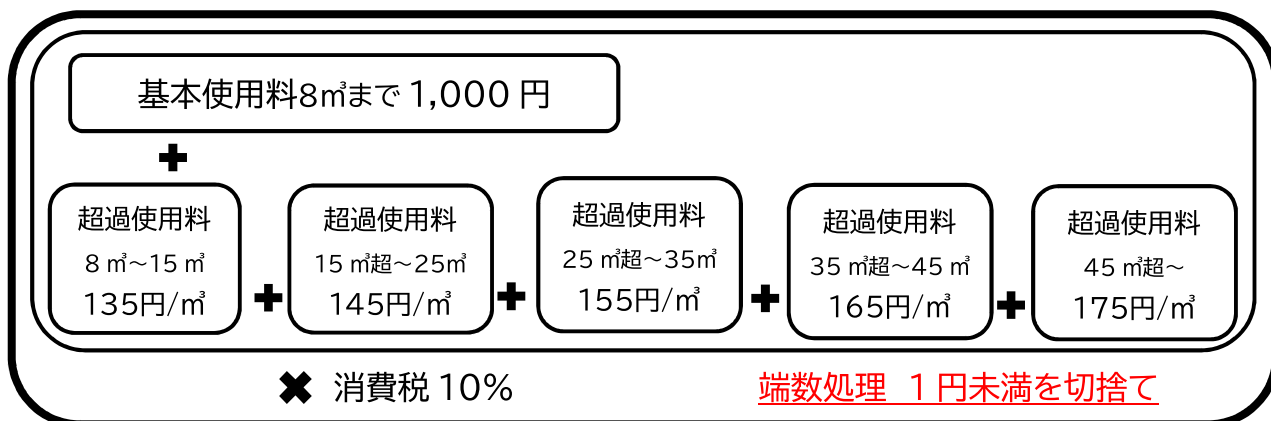 基本使用料8㎥まで 1,000 円
超過使用料
8 ㎥～15 ㎥
135円/㎥
超過使用料
15 ㎥超～25㎥
145円/㎥
超過使用料
25 ㎥超～35㎥
155円/㎥
超過使用料
35 ㎥超～45 ㎥
165円/㎥
超過使用料
45 ㎥超～
175円/㎥
消費税 10%
端数処理　1 円未満を切捨て